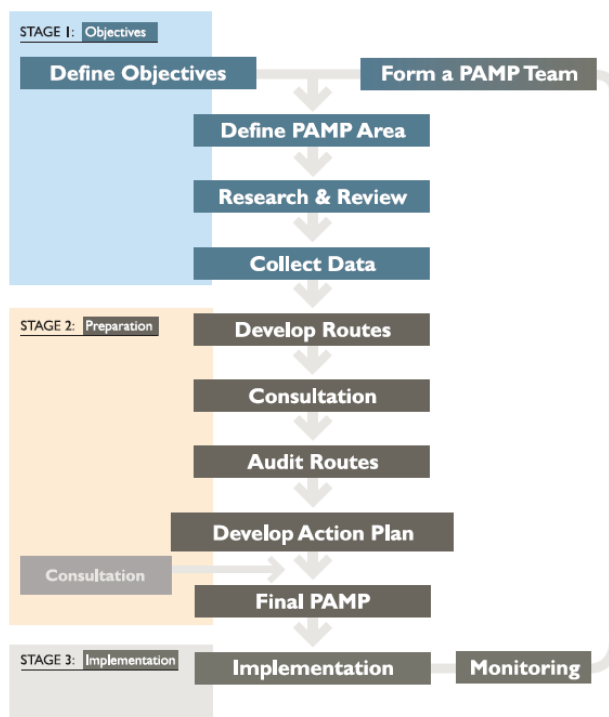 STAGE 1: Objectives
Define Objectives
Form a PAMP Team
Define PAMP Area
Research & Review
Collect Data
STAGE 2: Preparation
Develop Routes
Consultation
Audit Routes
Develop Action Plan
Consultation
Final PAMP
STAGE 3: Implementation
Implementation
Monitoring